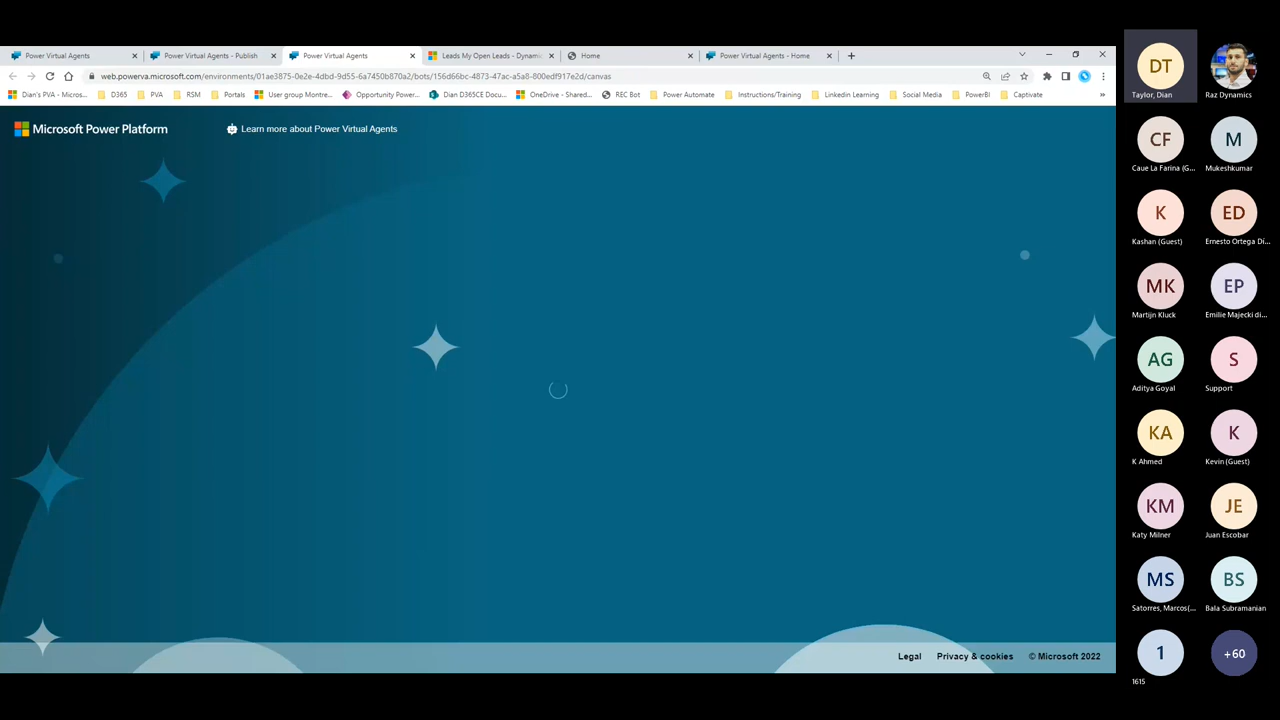 Power Virtual Agents
Power Virtual Agents - Publish
Power Virtual Agents
Leads My Open Leads - Dynami
Home
Power Virtual Agents - Home
web.powerva.microsoft.com/environments/01ae3875-0e2e-4dbd-9d55-6a7450b870a2/bots/156d66bc-4873-47ac-a5a8-800edf917e2d/canvas
Dian's PVA - Micros...
D365
PVA
RSM
Portals
User group Montre...
Opportunity Power...
Dian D365CE Docu...
OneDrive - Shared...
REC Bot
Power Automate
Instructions/Training
Linkedin Learning
Social Media
PowerBI
Captivate
»
Microsoft Power Platform
Learn more about Power Virtual Agents
Legal
Privacy & cookies
© Microsoft 2022
DT
Taylor, Dian
Raz Dynamics
CF
Caue La Farina (G...
M
Mukeshkumar
K
Kashan (Guest)
ED
Ernesto Ortega Di...
MK
Martijn Kluck
EP
Emilie Majecki di...
AG
Aditya Goyal
S
Support
KA
K Ahmed
K
Kevin (Guest)
KM
Katy Milner
JE
Juan Escobar
MS
Satorres, Marcos(...
BS
Bala Subramanian
1
1615
+60